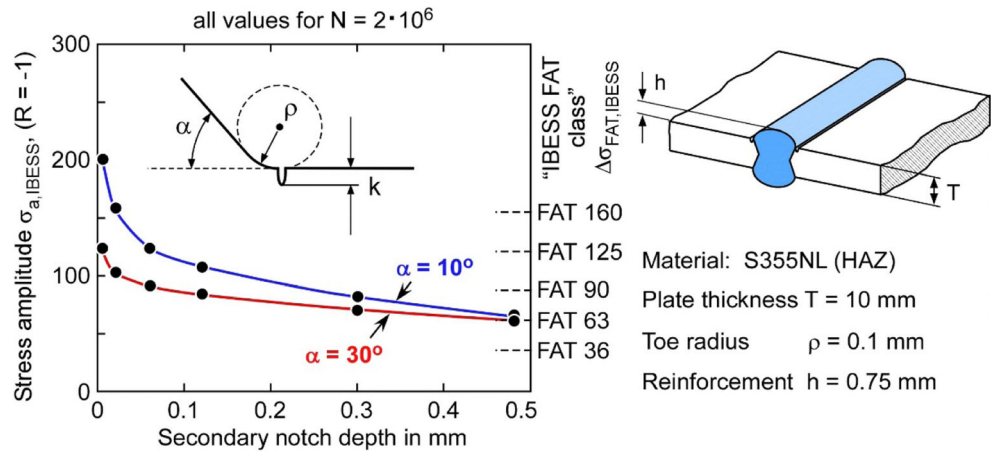 all values for N = 2·10⁶
Stress amplitude σa,IBESS, (R = -1)
300
200
100
0
0
0.1
0.2
0.3
0.4
0.5
Secondary notch depth in mm
α
ρ
k
α = 10º
α = 30º
"IBESS FAT
class"
ΔσFAT,IBESS
FAT 160
FAT 125
FAT 90
FAT 63
FAT 36
h
T
Material: S355NL (HAZ)
Plate thickness T = 10 mm
Toe radius ρ = 0.1 mm
Reinforcement h = 0.75 mm